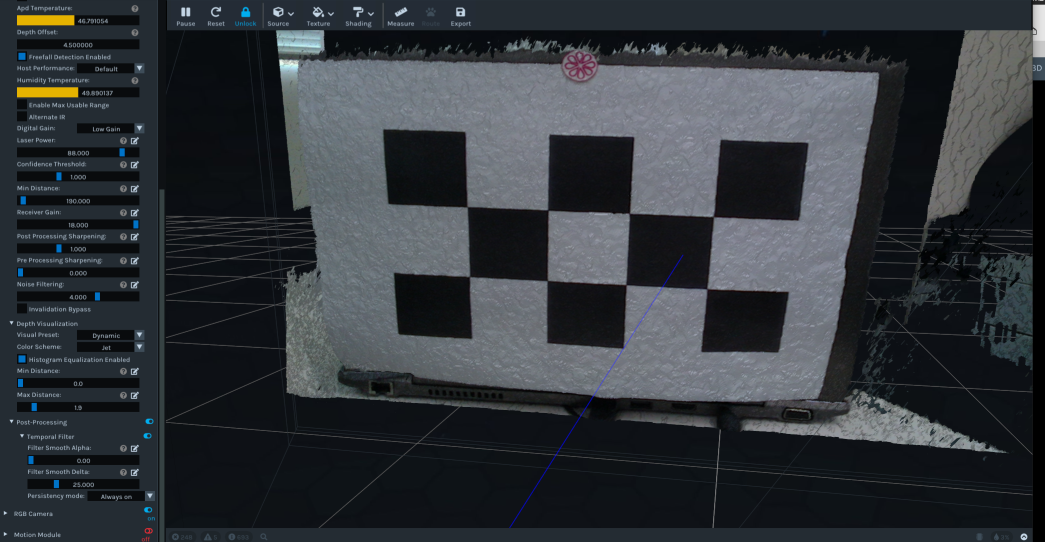 Apd Temperature:
46.791054
Depth Offset:
4.500000
Freefall Detection Enabled
Host Performance: Default
Humidity Temperature:
49.890137
Enable Max Usable Range
Alternate IR
Digital Gain: Low Gain
Laser Power:
88.000
Confidence Threshold:
1.000
Min Distance:
190.000
Receiver Gain:
18.000
Post Processing Sharpening:
1.000
Pre Processing Sharpening:
0.000
Noise Filtering:
4.000
Invalidation Bypass
Depth Visualization
Visual Preset: Dynamic
Color Scheme: Jet
Histogram Equalization Enabled
Min Distance:
0.0
Max Distance:
1.9
Post-Processing
Temporal Filter
Filter Smooth Alpha:
0.00
Filter Smooth Delta:
25.000
Persistency mode: Always on
RGB Camera
on
Motion Module
off
Pause Reset Unlock Source Texture Shading Measure Export
3D